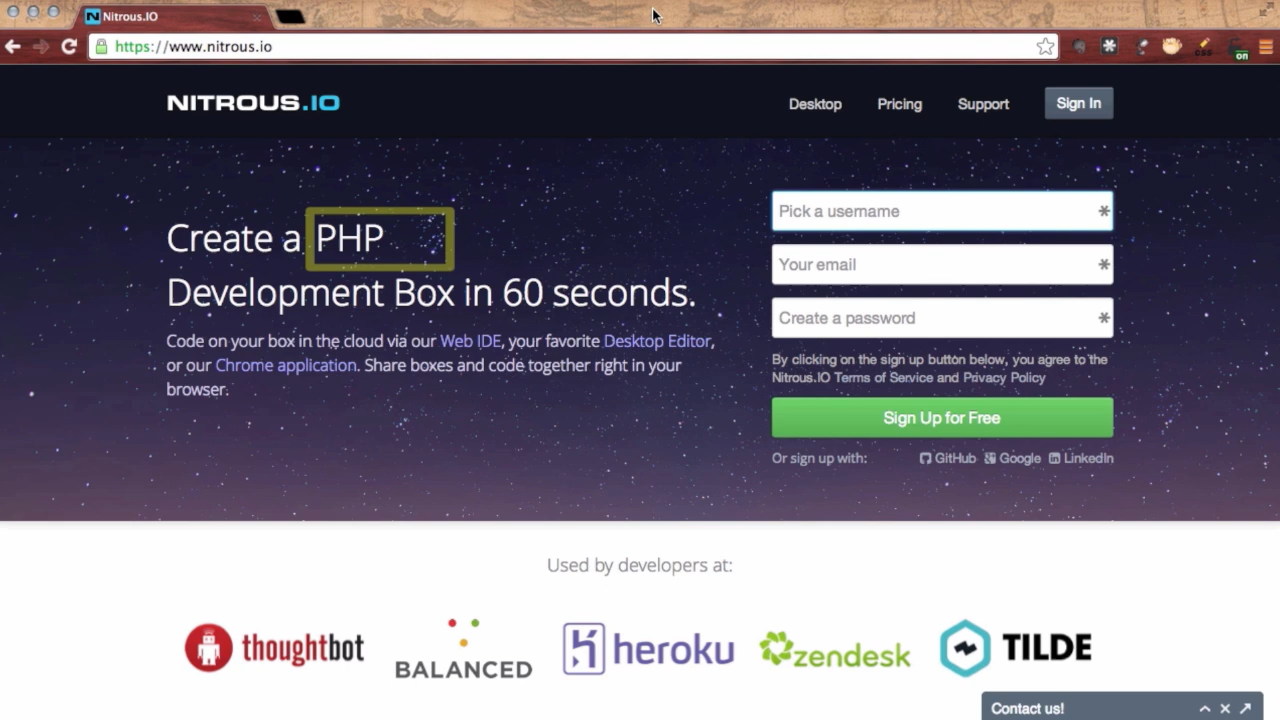 Nitrous.IO
https://www.nitrous.io
css
on
NITROUS.IO
Desktop
Pricing
Support
Sign In
Create a PHP
Development Box in 60 seconds.
Code on your box in the cloud via our Web IDE, your favorite Desktop Editor,
or our Chrome application. Share boxes and code together right in your
browser.
Pick a username
Your email
Create a password
By clicking on the sign up button below, you agree to the
Nitrous.IO Terms of Service and Privacy Policy
Sign Up for Free
Or sign up with: GitHub Google LinkedIn
Used by developers at:
thoughtbot
BALANCED
heroku
zendesk
TILDE
Contact us!